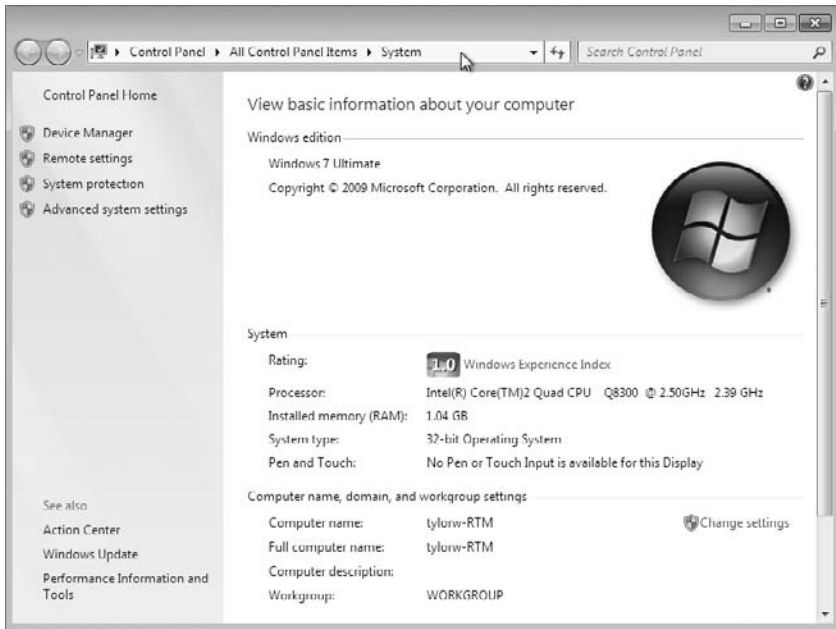 Control Panel ▸ All Control Panel Items ▸ System
Search Control Panel
Control Panel Home
Device Manager
Remote settings
System protection
Advanced system settings
See also
Action Center
Windows Update
Performance Information and
Tools
View basic information about your computer
Windows edition
Windows 7 Ultimate
Copyright © 2009 Microsoft Corporation. All rights reserved.
System
Rating:
1.0 Windows Experience Index
Processor: Intel(R) Core(TM)2 Quad CPU Q8300 @ 2.50GHz 2.39 GHz
Installed memory (RAM): 1.04 GB
System type: 32-bit Operating System
Pen and Touch: No Pen or Touch Input is available for this Display
Computer name, domain, and workgroup settings
Computer name: tylorw-RTM
Change settings
Full computer name: tylorw-RTM
Computer description:
Workgroup: WORKGROUP